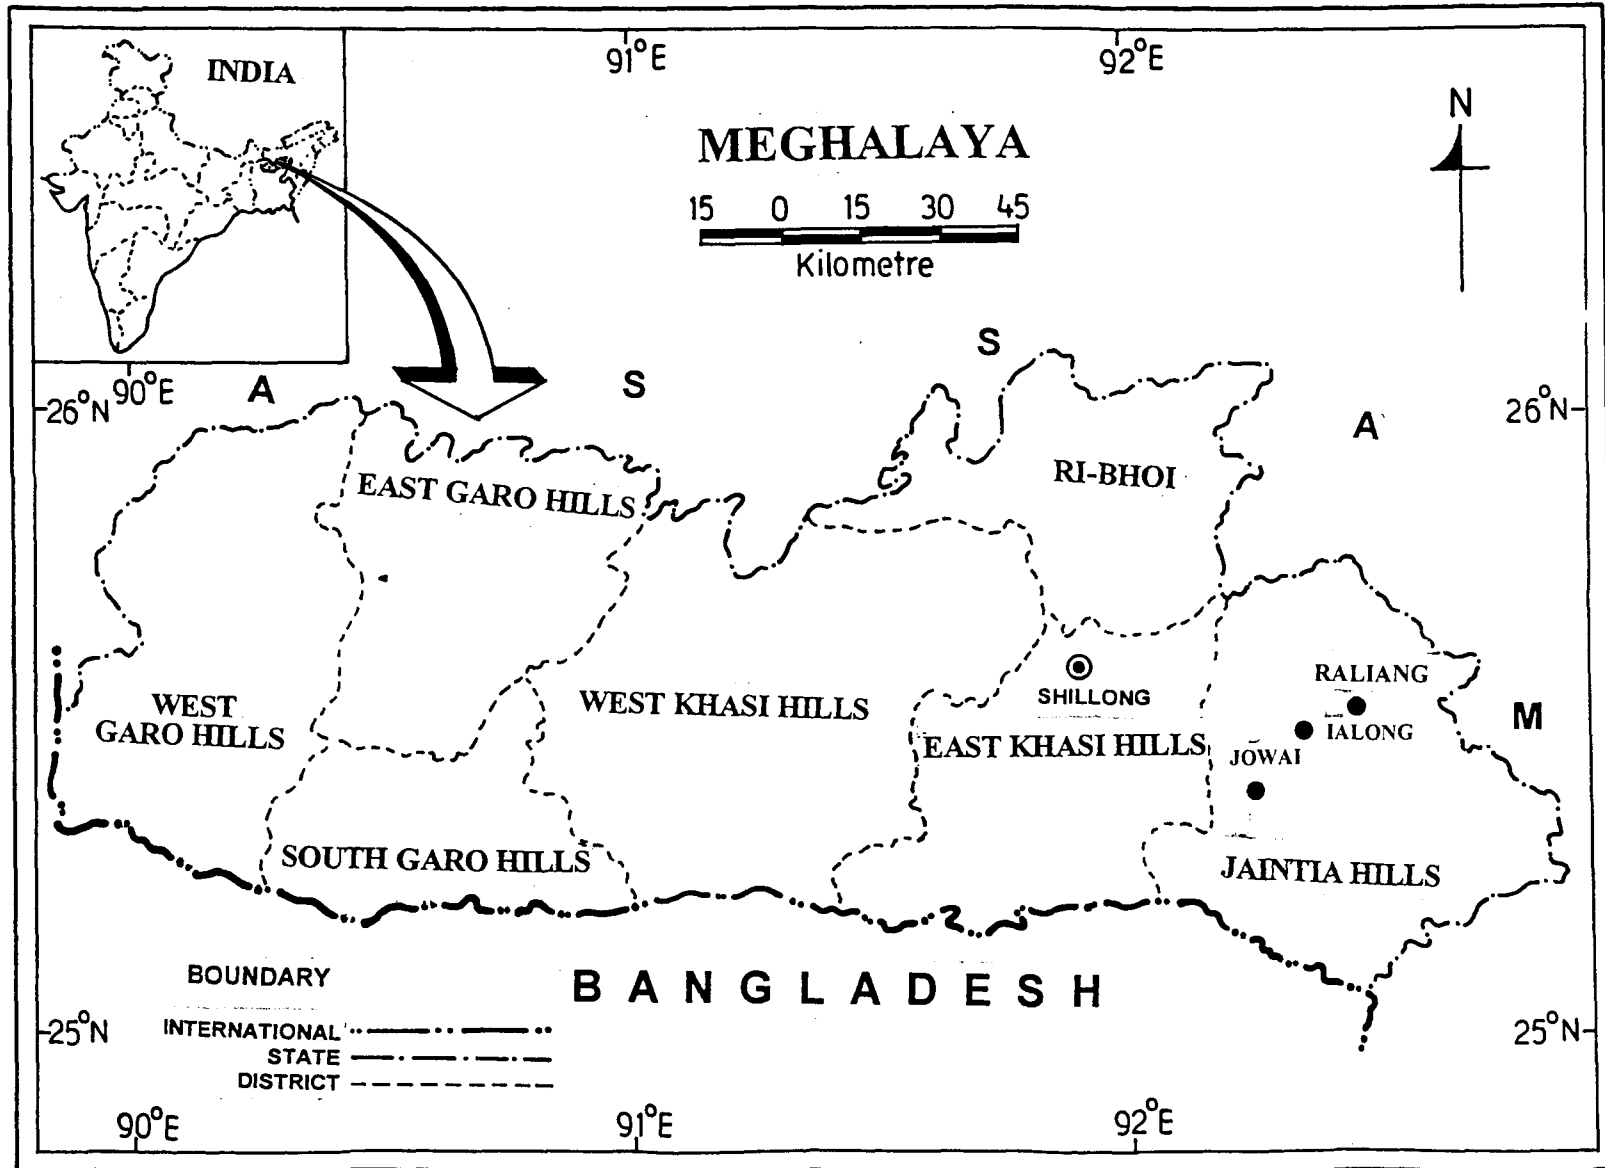 INDIA
91°E
92°E
N
MEGHALAYA
15 0 15 30 45
Kilometre
90°E
26°N
26°N
A S S A M
EAST GARO HILLS
RI-BHOI
WEST
GARO HILLS
WEST KHASI HILLS
SHILLONG
EAST KHASI HILLS
RALIANG
IALONG
JOWAI
SOUTH GARO HILLS
JAINTIA HILLS
BANGLADESH
BOUNDARY
INTERNATIONAL
STATE
DISTRICT
25°N
25°N
90°E
91°E
92°E